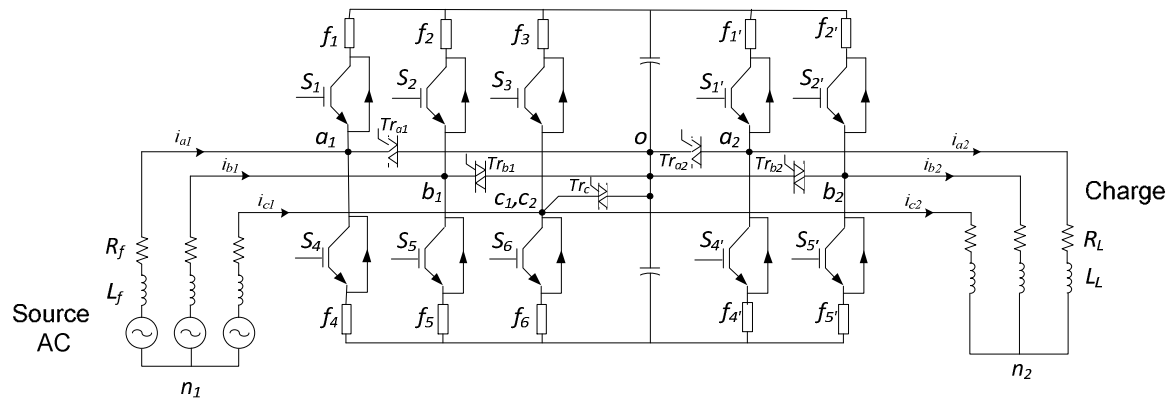 f1 f2 f3 f1' f2'
S1 S2 S3 S1' S2'
ia1 a1 Tra1 o Tra2 a2 ia2
ib1 b1 Trb1 Trb2 b2 ib2
ic1 c1,c2 Trc ic2
Charge
Rf S4 S5 S6 S4' S5' RL
Lf LL
Source
AC
f4 f5 f6 f4' f5'
n1 n2